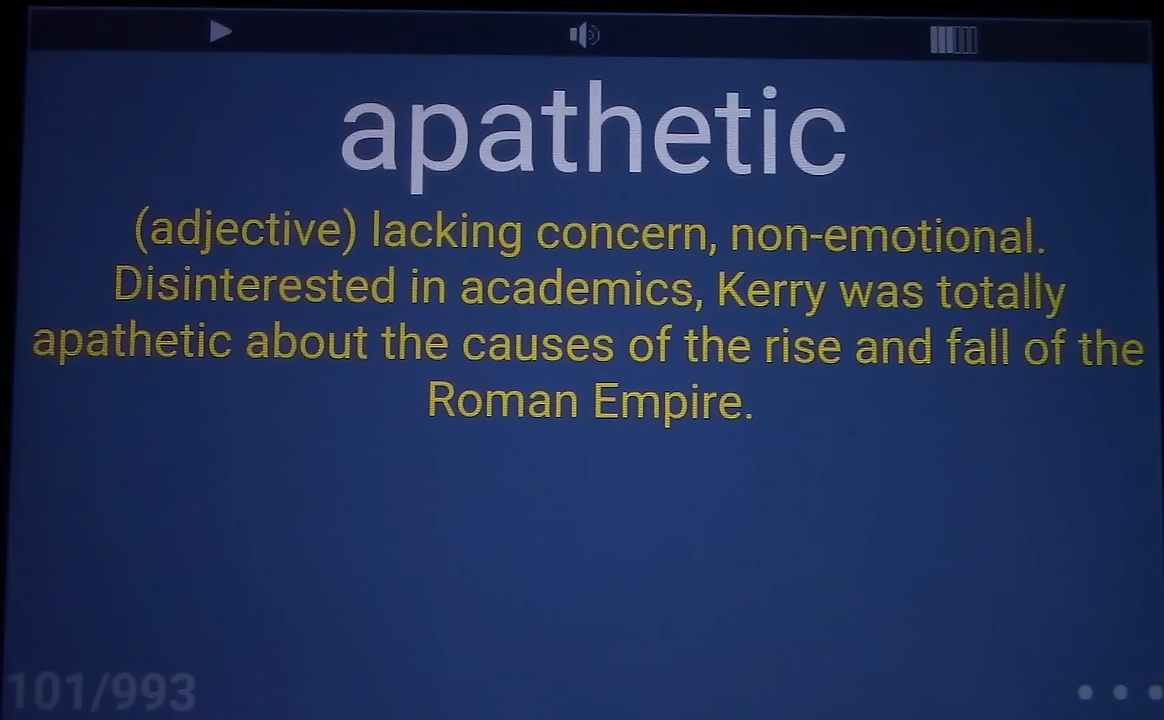 apathetic
(adjective) lacking concern, non-emotional.
Disinterested in academics, Kerry was totally
apathetic about the causes of the rise and fall of the
Roman Empire.
101/993